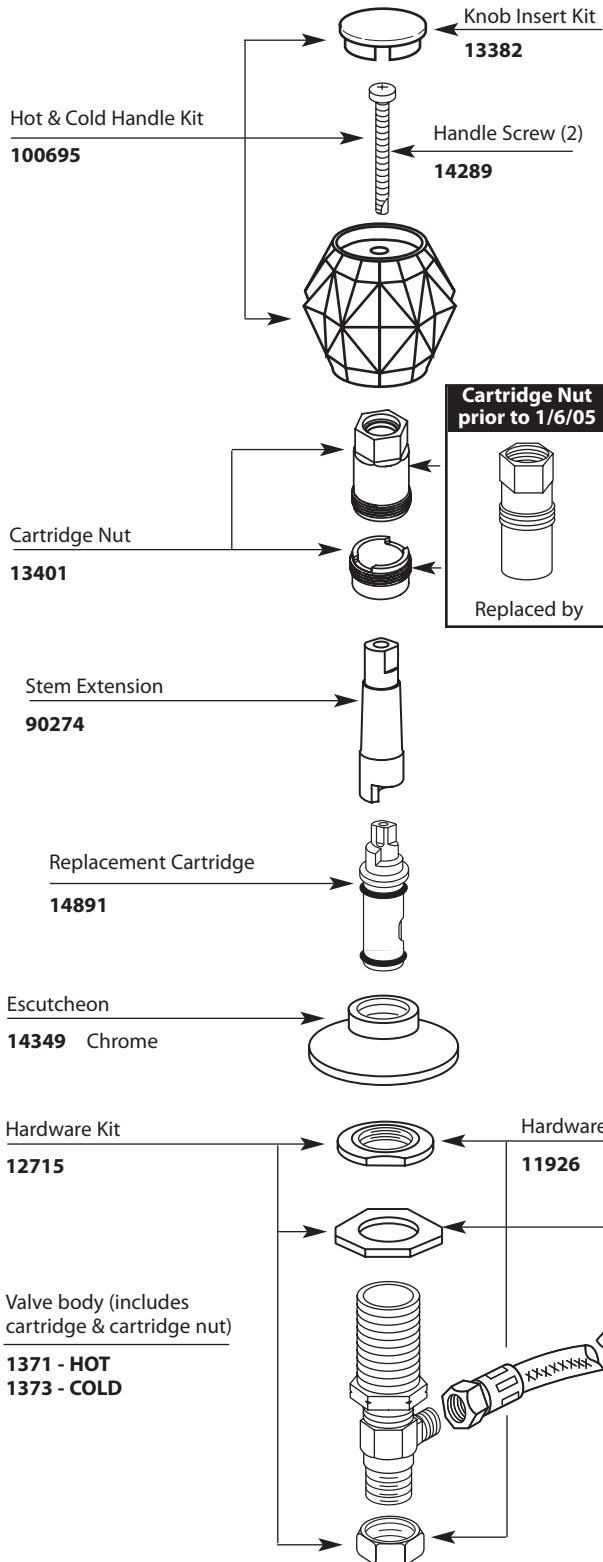 Knob Insert Kit
13382
Hot & Cold Handle Kit
100695
Handle Screw (2)
14289
Cartridge Nut
prior to 1/6/05
Replaced by
Cartridge Nut
13401
Stem Extension
90274
Replacement Cartridge
14891
Escutcheon
14349 Chrome
Hardware Kit
12715
Hardware
11926
Valve body (includes
cartridge & cartridge nut)
1371 - HOT
1373 - COLD